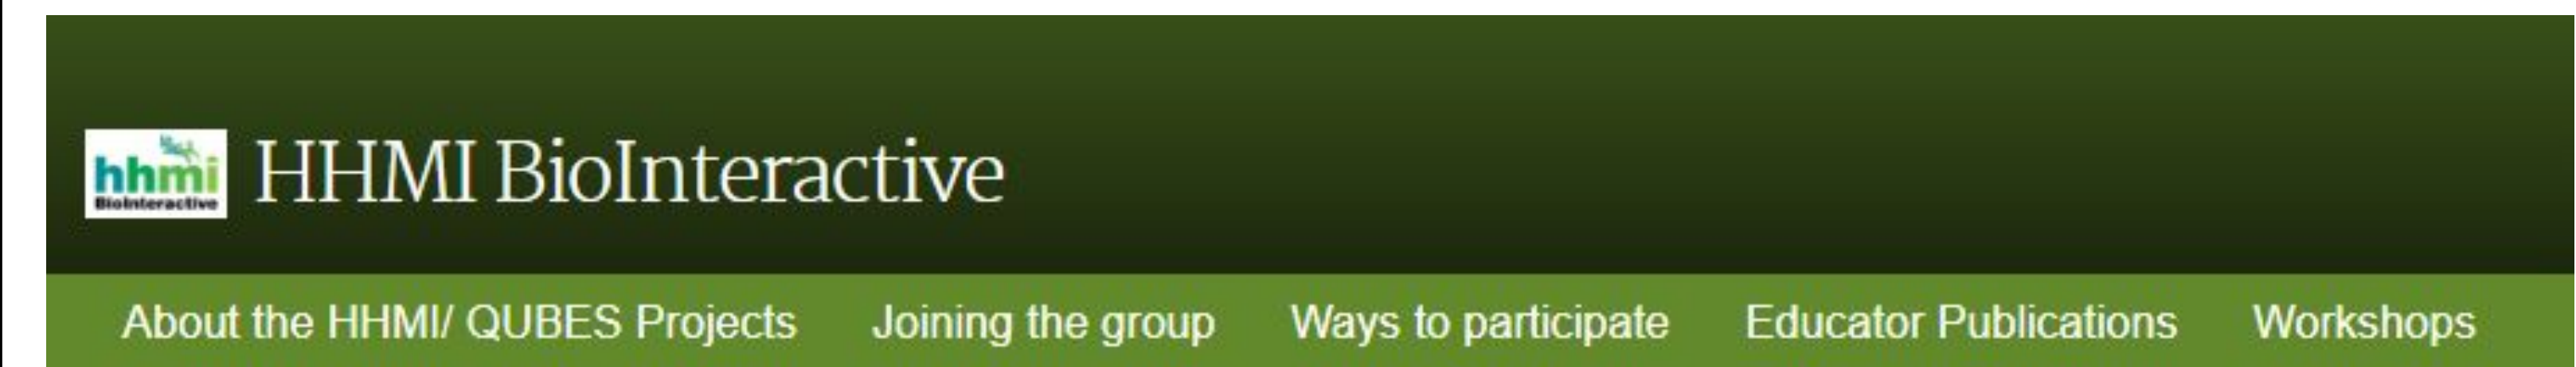 hhmi
BioInteractive
HHMI BioInteractive
About the HHMI/ QUBES Projects Joining the group Ways to participate Educator Publications Workshops